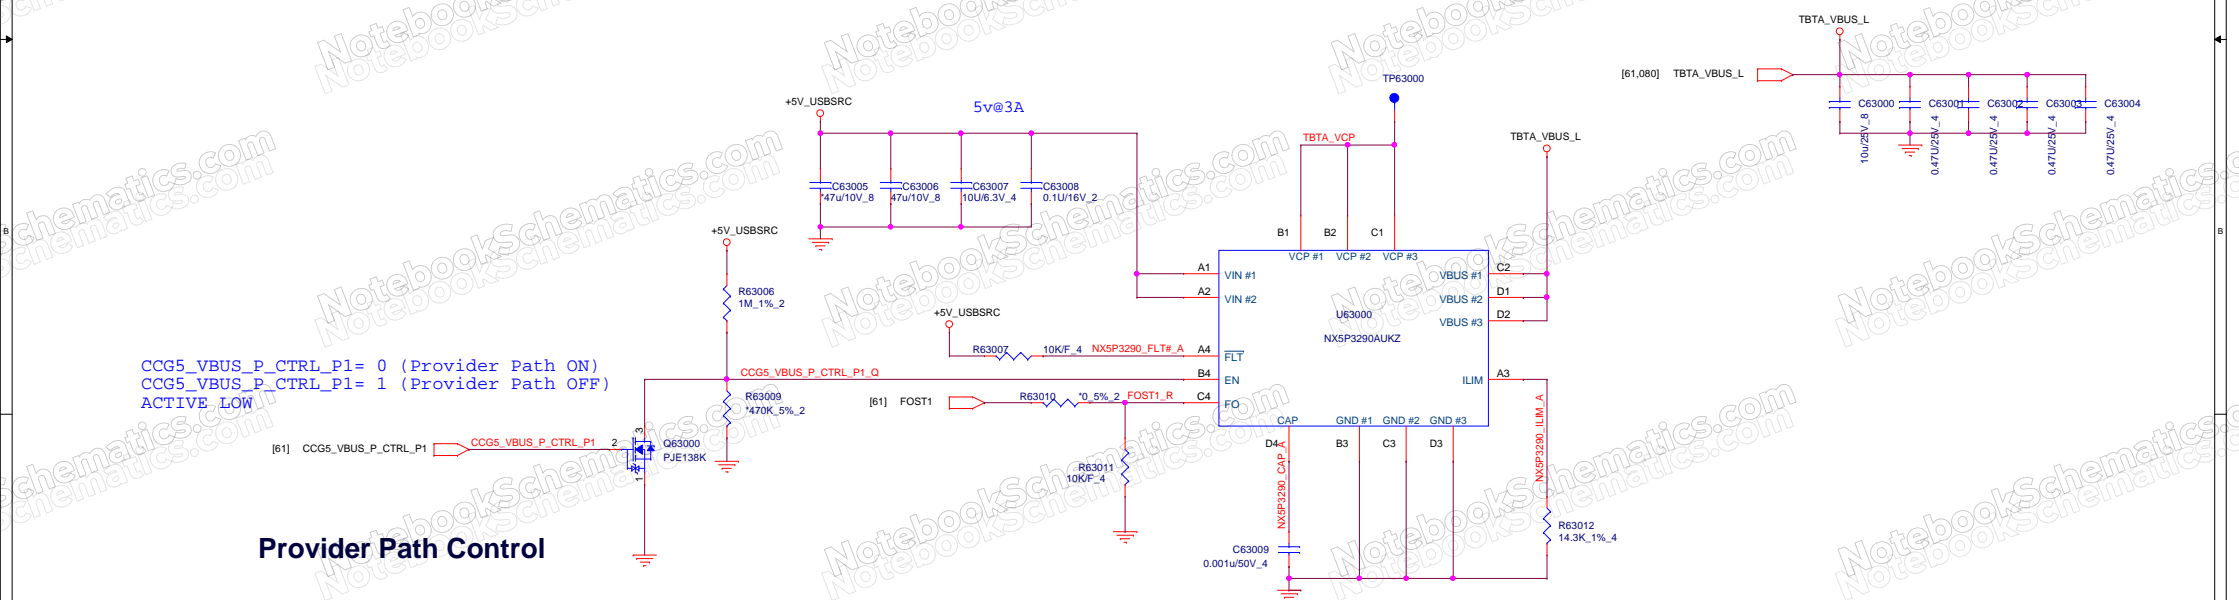 TBTA_VBUS_L
[61,080] TBTA_VBUS_L
C63000
10u/25V_8
C63001
0.47U/25V_4
C63002
0.47U/25V_4
C63003
0.47U/25V_4
C63004
0.47U/25V_4
TP63000
+5V_USBSRC
5v@3A
TBTA_VCP
TBTA_VBUS_L
C63005
*47u/10V_8
C63006
47u/10V_8
C63007
10U/6.3V_4
C63008
0.1U/16V_2
+5V_USBSRC
R63006
1M_1%_2
B1
B2
C1
VCP #1
VCP #2
VCP #3
A1
VIN #1
A2
VIN #2
VBUS #1
C2
VBUS #2
D1
VBUS #3
D2
U63000
NX5P3290AUKZ
+5V_USBSRC
R63007
10K/F_4
NX5P3290_FLT#_A
A4
FLT
CCG5_VBUS_P_CTRL_P1= 0 (Provider Path ON)
CCG5_VBUS_P_CTRL_P1= 1 (Provider Path OFF)
ACTIVE LOW
CCG5_VBUS_P_CTRL_P1_Q
B4
EN
ILIM
A3
R63009
*470K_5%_2
[61] FOST1
R63010
*0_5%_2
FOST1_R
C4
FO
CAP
GND #1
GND #2
GND #3
D4
B3
C3
D3
[61] CCG5_VBUS_P_CTRL_P1
CCG5_VBUS_P_CTRL_P1
2
3
1
Q63000
PJE138K
R63011
10K/F_4
NX5P3290_CAP_A
NX5P3290_ILIM_A
R63012
14.3K_1%_4
C63009
0.001u/50V_4
Provider Path Control
B
B
NotebookSchematics.com
NotebookSchematics.com